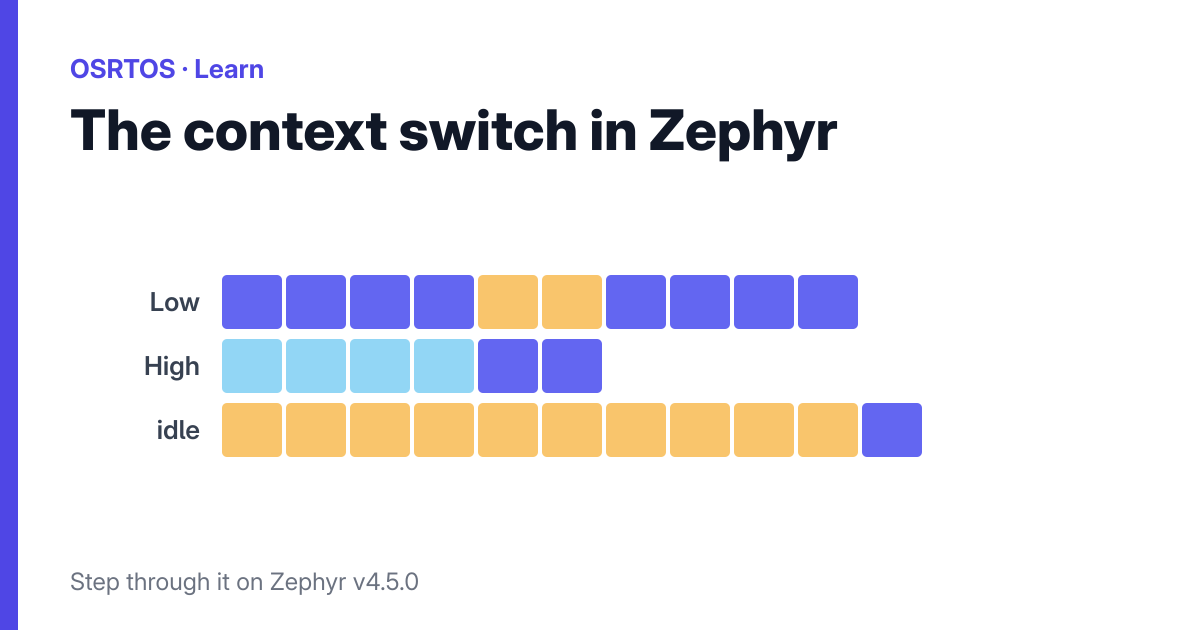 OSRTOS · Learn
The context switch in Zephyr
Low
High
idle
Step through it on Zephyr v4.5.0